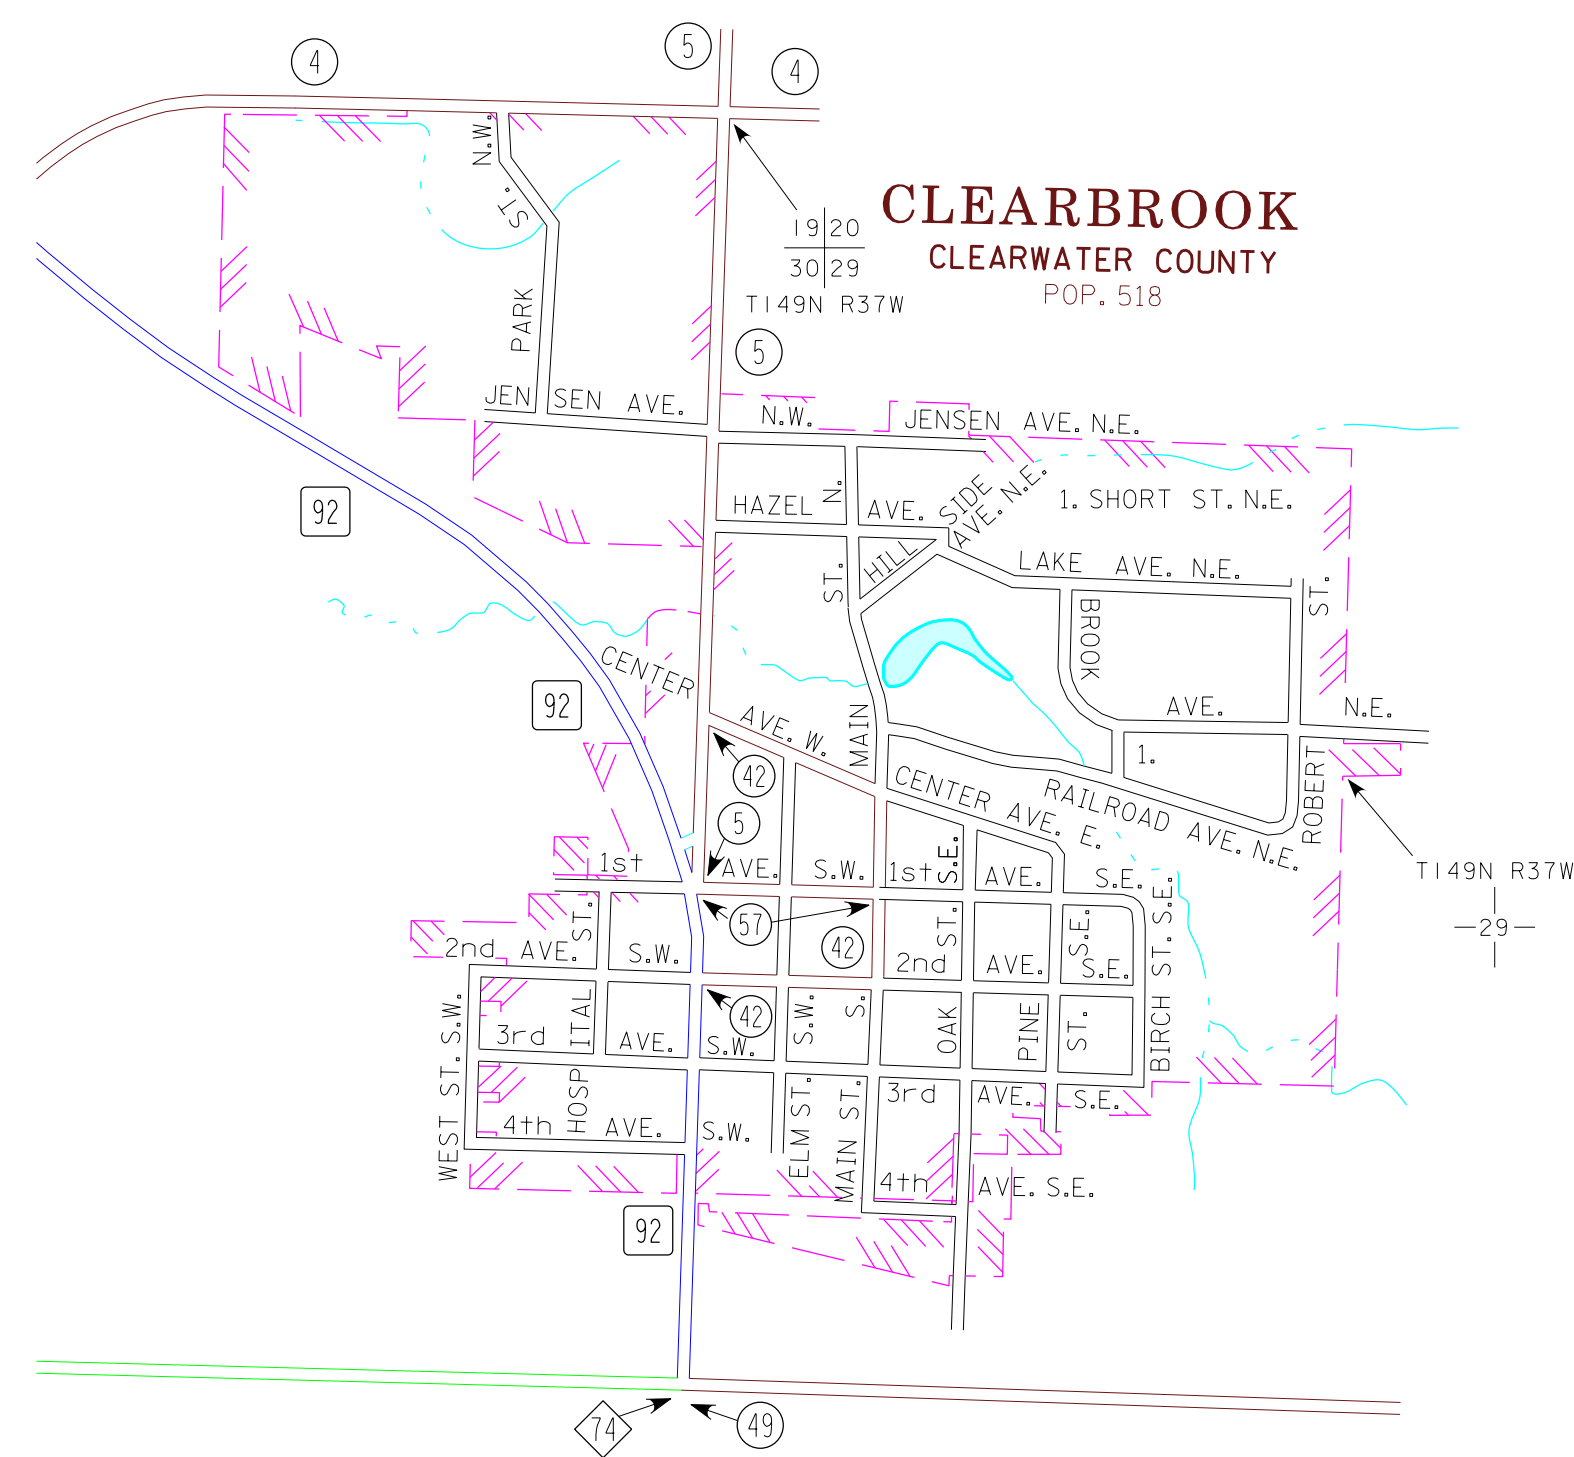 5
4
4
N.W.
ST.
CLEARBROOK
CLEARWATER COUNTY
POP. 518
19 20
30 29
T149N R37W
PARK
5
JENSEN AVE.
N.W.
JENSEN AVE. N.E.
92
HAZEL
N.
AVE.
HILL SIDE
AVE. N.E.
1. SHORT ST. N.E.
LAKE AVE. N.E.
ST.
ST.
BROOK
CENTER
AVE. W.
92
MAIN
AVE.
N.E.
42
1.
ROBERT
CENTER AVE. E.
RAILROAD AVE. N.E.
5
1st
AVE.
S.W.
1st
S.E.
AVE.
S.E.
T149N R37W
29
57
42
ST.
2nd AVE.
S.W.
2nd
ST.
AVE.
S.E.
S.E.
BIRCH ST. S.E.
WEST ST. S.W.
3rd
HOSPITAL
AVE.
S.W.
42
S.W.
S.
OAK
PINE
ST.
4th
AVE.
S.W.
ELM ST.
MAIN ST.
3rd
AVE.
S.E.
4th
AVE. S.E.
92
74
49